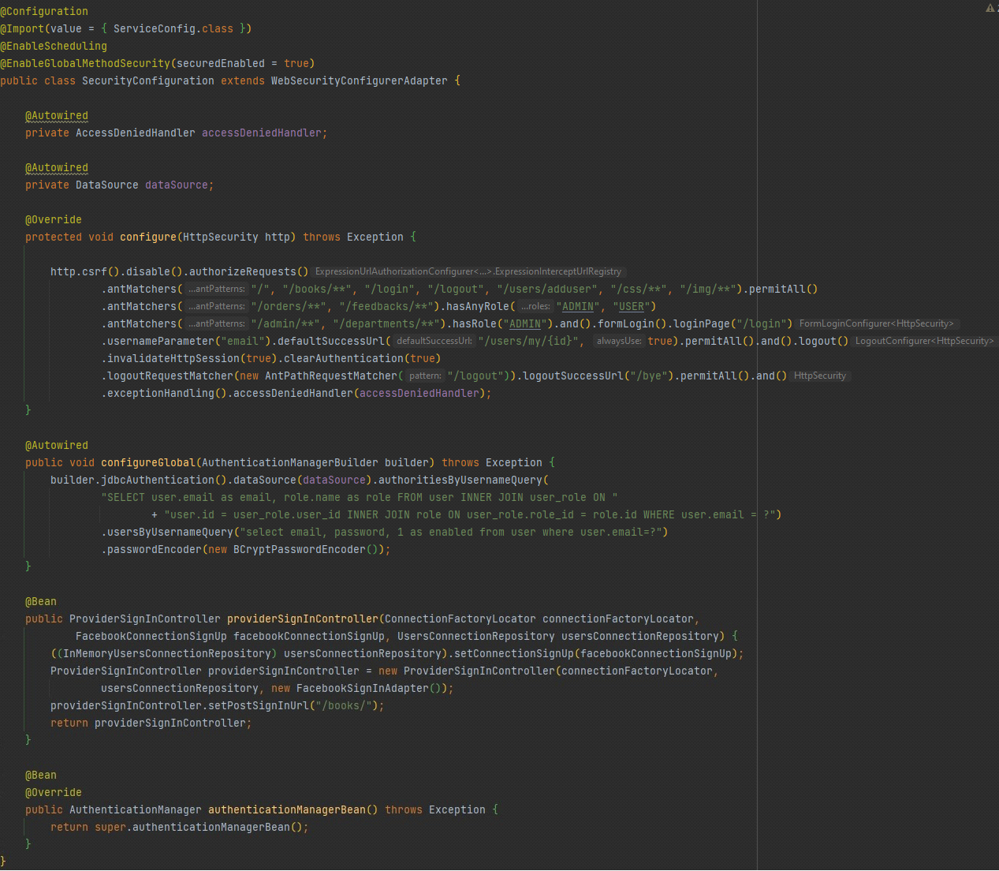 @Configuration
@Import(value = { ServiceConfig.class })
@EnableScheduling
@EnableGlobalMethodSecurity(securedEnabled = true)
public class SecurityConfiguration extends WebSecurityConfigurerAdapter {
@Autowired
private AccessDeniedHandler accessDeniedHandler;
@Autowired
private DataSource dataSource;
@Override
protected void configure(HttpSecurity http) throws Exception {
http.csrf().disable().authorizeRequests() ExpressionUrlAuthorizationConfigurer<...>.ExpressionInterceptUrlRegistry
.antMatchers( ...antPatterns: "/", "/books/**", "/login", "/logout", "/users/adduser", "/css/**", "/img/**").permitAll()
.antMatchers( ...antPatterns: "/orders/**", "/feedbacks/**").hasAnyRole( ...roles: "ADMIN", "USER")
.antMatchers( ...antPatterns: "/admin/**", "/departments/**").hasRole("ADMIN").and().formLogin().loginPage("/login") FormLoginConfigurer<HttpSecurity>
.usernameParameter("email").defaultSuccessUrl( defaultSuccessUrl: "/users/my/{id}", alwaysUse: true).permitAll().and().logout() LogoutConfigurer<HttpSecurity>
.invalidateHttpSession(true).clearAuthentication(true)
.logoutRequestMatcher(new AntPathRequestMatcher( pattern: "/logout")).logoutSuccessUrl("/bye").permitAll().and() HttpSecurity
.exceptionHandling().accessDeniedHandler(accessDeniedHandler);
}
@Autowired
public void configureGlobal(AuthenticationManagerBuilder builder) throws Exception {
builder.jdbcAuthentication().dataSource(dataSource).authoritiesByUsernameQuery(
"SELECT user.email as email, role.name as role FROM user INNER JOIN user_role ON "
+ "user.id = user_role.user_id INNER JOIN role ON user_role.role_id = role.id WHERE user.email = ?")
.usersByUsernameQuery("select email, password, 1 as enabled from user where user.email=?")
.passwordEncoder(new BCryptPasswordEncoder());
}
@Bean
public ProviderSignInController providerSignInController(ConnectionFactoryLocator connectionFactoryLocator,
FacebookConnectionSignUp facebookConnectionSignUp, UsersConnectionRepository usersConnectionRepository) {
((InMemoryUsersConnectionRepository) usersConnectionRepository).setConnectionSignUp(facebookConnectionSignUp);
ProviderSignInController providerSignInController = new ProviderSignInController(connectionFactoryLocator,
usersConnectionRepository, new FacebookSignInAdapter());
providerSignInController.setPostSignInUrl("/books/");
return providerSignInController;
}
@Bean
@Override
public AuthenticationManager authenticationManagerBean() throws Exception {
return super.authenticationManagerBean();
}
}